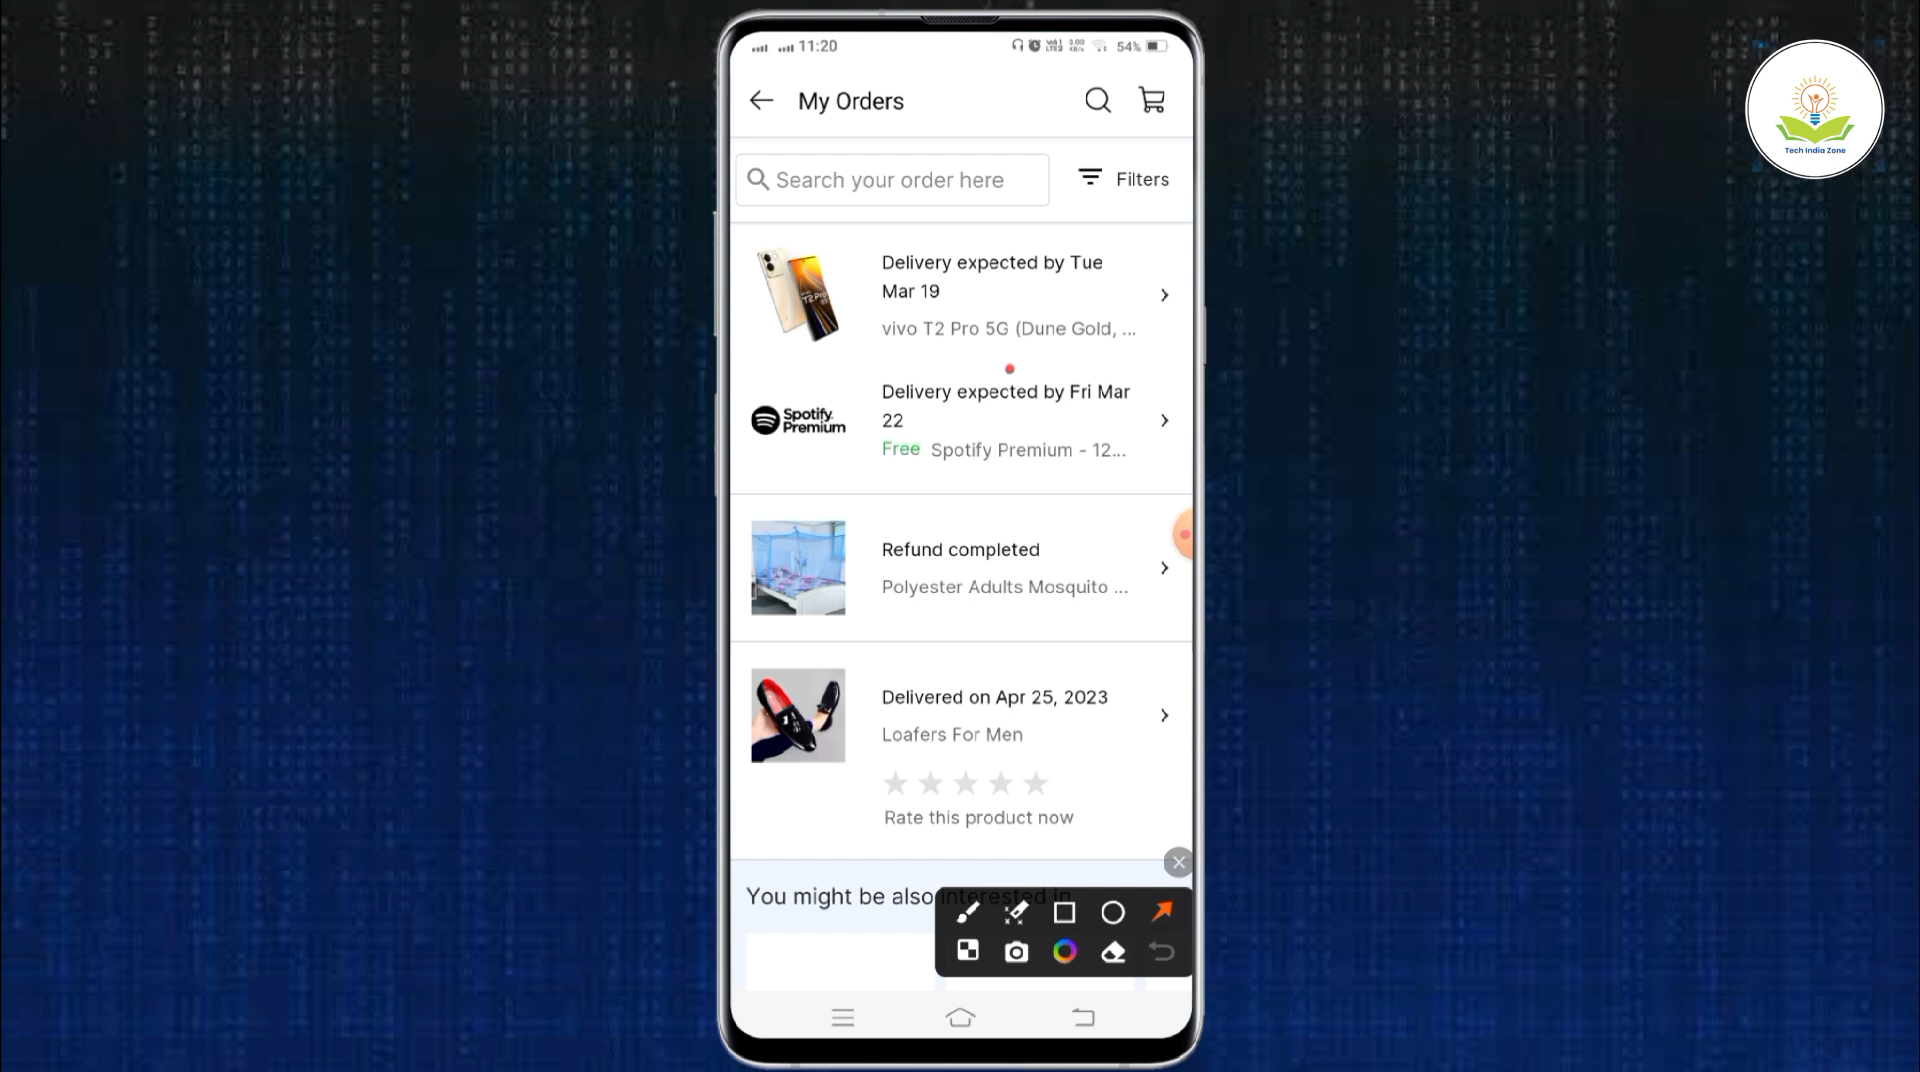 11:20
54%
My Orders
Search your order here
Filters
Delivery expected by Tue
Mar 19
vivo T2 Pro 5G (Dune Gold, ...
Delivery expected by Fri Mar
22
Spotify
Premium
Free Spotify Premium - 12...
Refund completed
Polyester Adults Mosquito ...
Delivered on Apr 25, 2023
Loafers For Men
Rate this product now
You might be also interested in
Tech India Zone